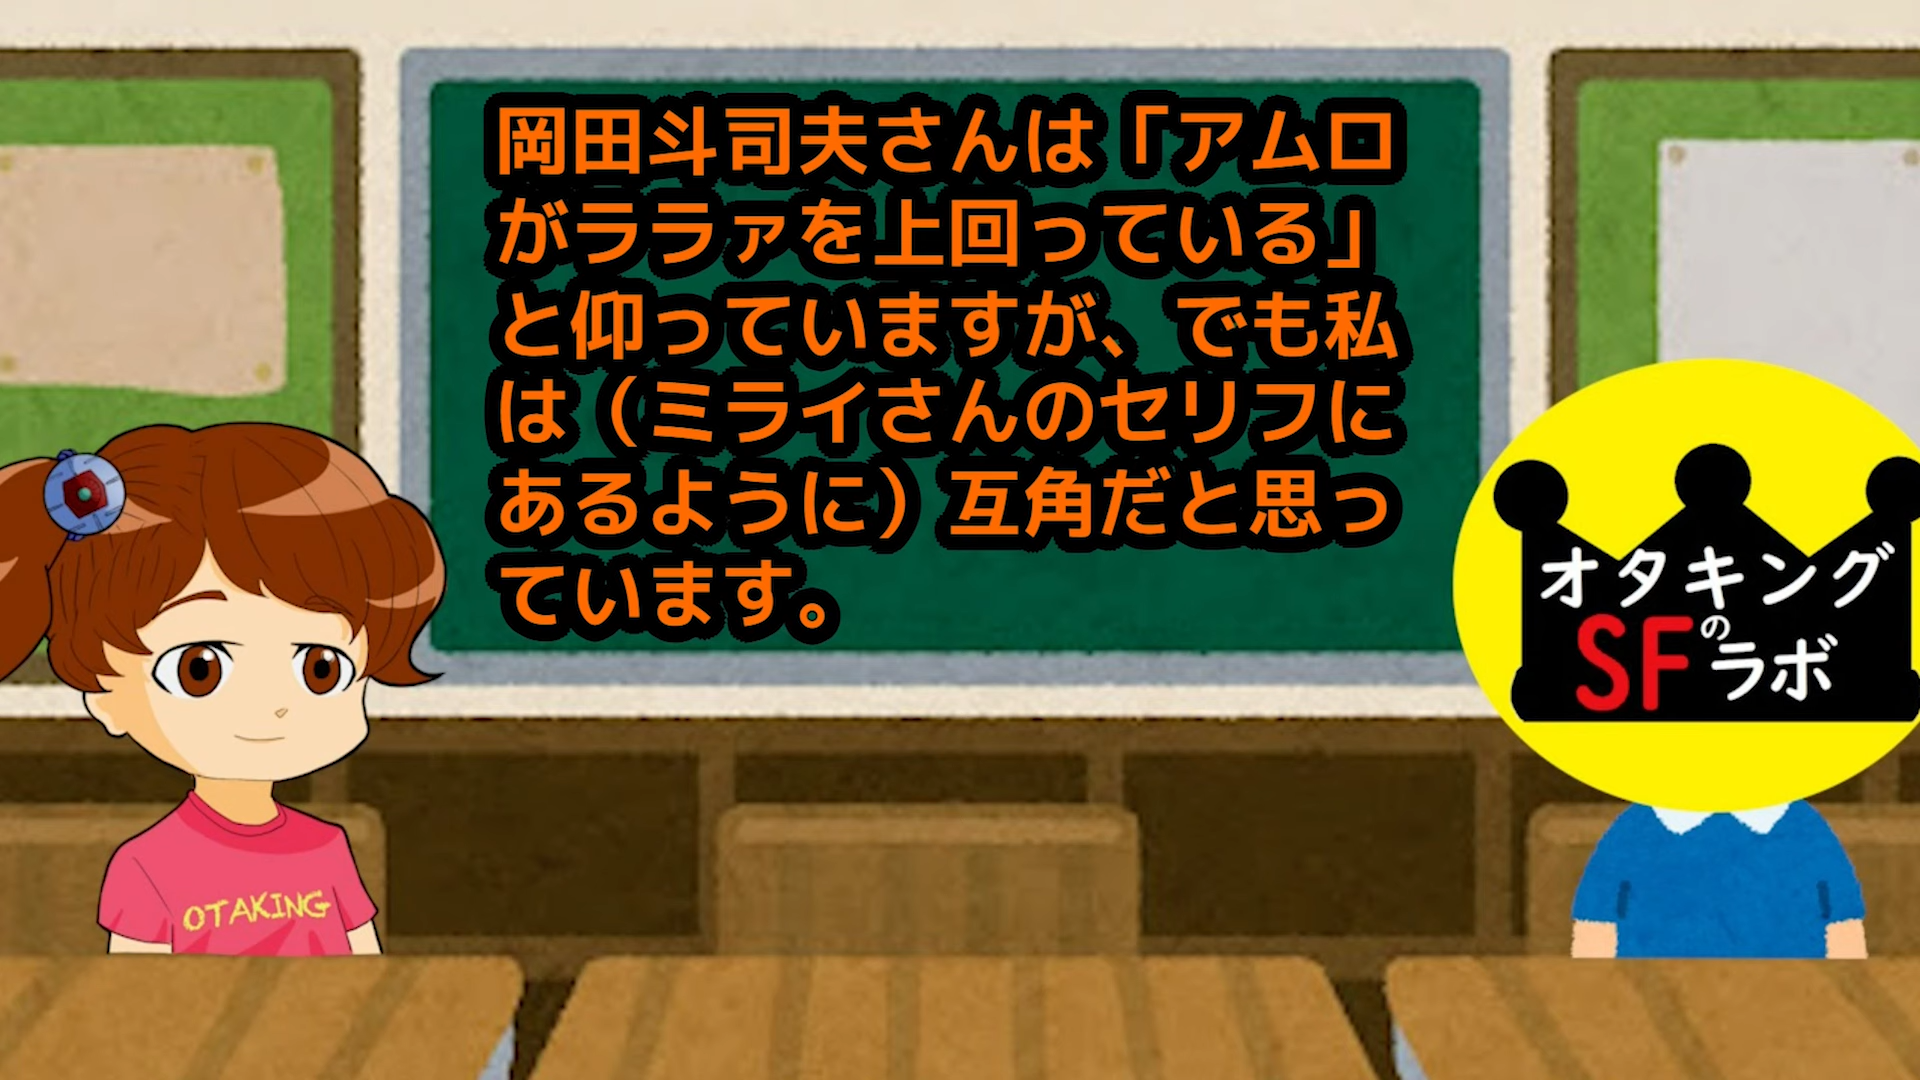 岡田斗司夫さんは「アムロ
がララァを上回っている」
と仰っていますが、でも私
は（ミライさんのセリフに
あるように）互角だと思っ
ています。
オタキング
の
SFラボ
OTAKING